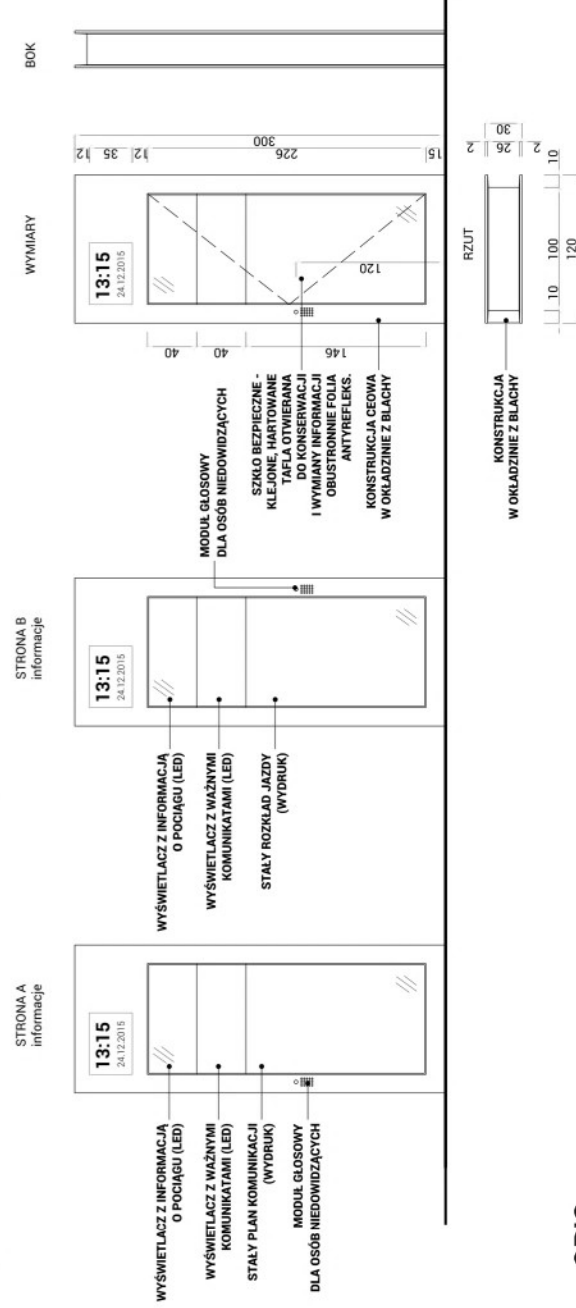 STRONA A
informacje
13:15
24.12.2015
WYŚWIETLACZ Z INFORMACJĄ
O POCIĄGU (LED)
WYŚWIETLACZ Z WAŻNYMI
KOMUNIKATAMI (LED)
STAŁY PLAN KOMUNIKACJI
(WYDRUK)
MODUŁ GŁOSOWY
DLA OSÓB NIEDOWIDZĄCYCH
STRONA B
informacje
13:15
24.12.2015
WYŚWIETLACZ Z INFORMACJĄ
O POCIĄGU (LED)
WYŚWIETLACZ Z WAŻNYMI
KOMUNIKATAMI (LED)
STAŁY ROZKŁAD JAZDY
(WYDRUK)
MODUŁ GŁOSOWY
DLA OSÓB NIEDOWIDZĄCYCH
WYMIARY
13:15
24.12.2015
40
40
146
120
12
35
12
226
15
300
SZKŁO BEZPIECZNE -
KLEJONE, HARTOWANE
TAFLA OTWIERANA
DO KONSERWACJI
I WYMIANY INFORMACJI
OBUSTRONNIE FOLIA
ANTYREFLEKS.
KONSTRUKCJA CEOWA
W OKŁADZINIE Z BLACHY
BOK
RZUT
2
26
2
30
10
100
10
120
KONSTRUKCJA
W OKŁADZINIE Z BLACHY